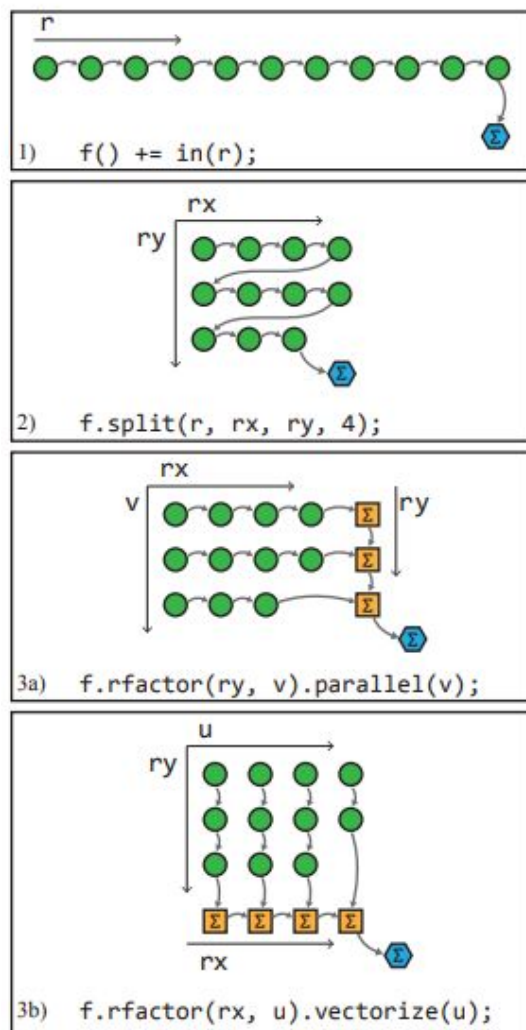 r
Σ
1) f() += in(r);
rx
ry
Σ
2) f.split(r, rx, ry, 4);
rx
v
ry
Σ
Σ
Σ
Σ
3a) f.rfactor(ry, v).parallel(v);
u
ry
Σ Σ Σ Σ
rx
Σ
3b) f.rfactor(rx, u).vectorize(u);